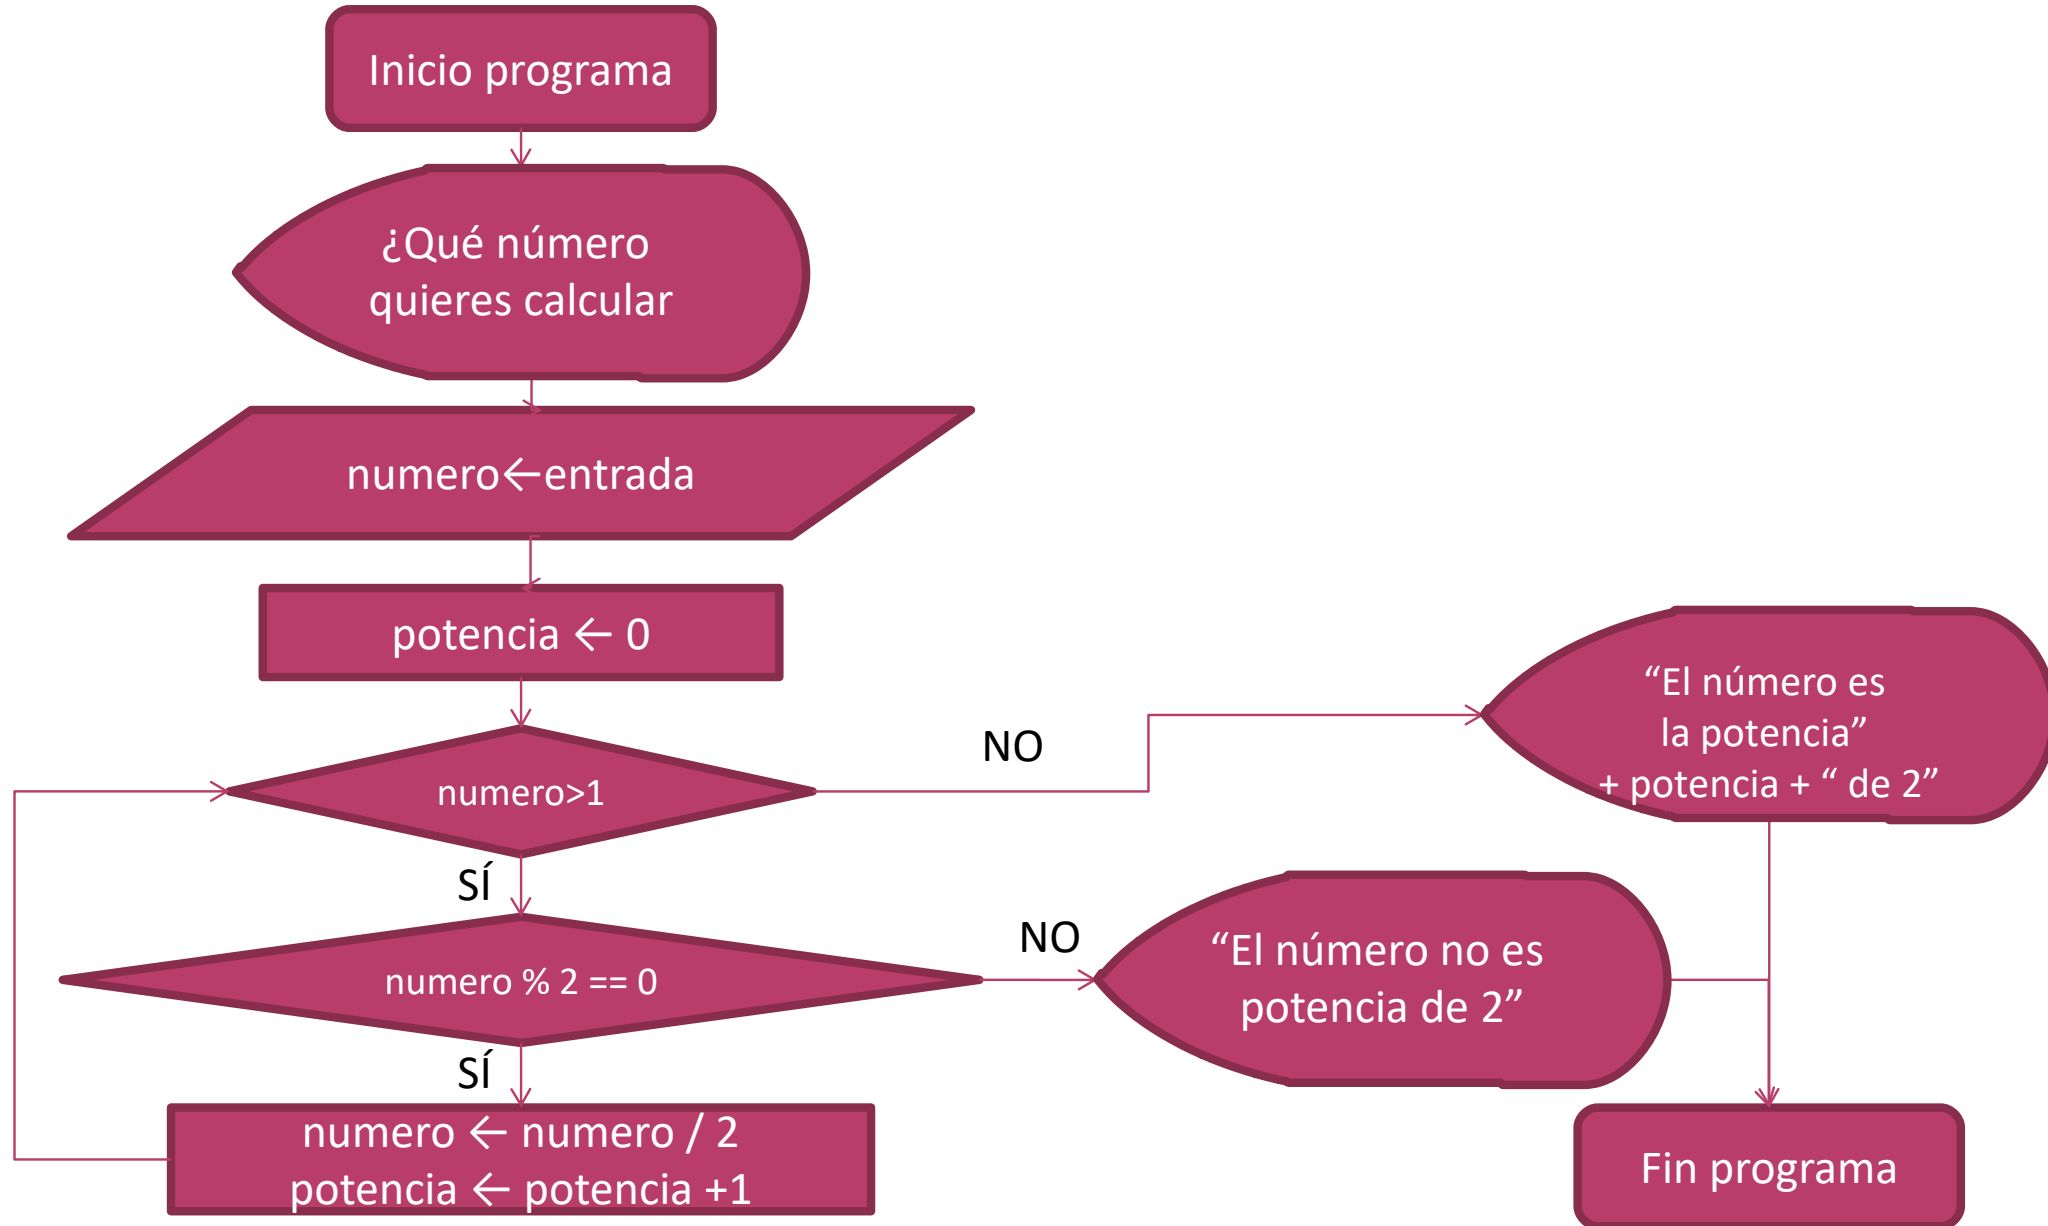 Inicio programa
¿Qué número
quieres calcular
numero←entrada
potencia ← 0
numero>1
NO
“El número es
la potencia”
+ potencia + “ de 2”
SÍ
numero % 2 == 0
NO
“El número no es
potencia de 2”
SÍ
numero ← numero / 2
potencia ← potencia +1
Fin programa